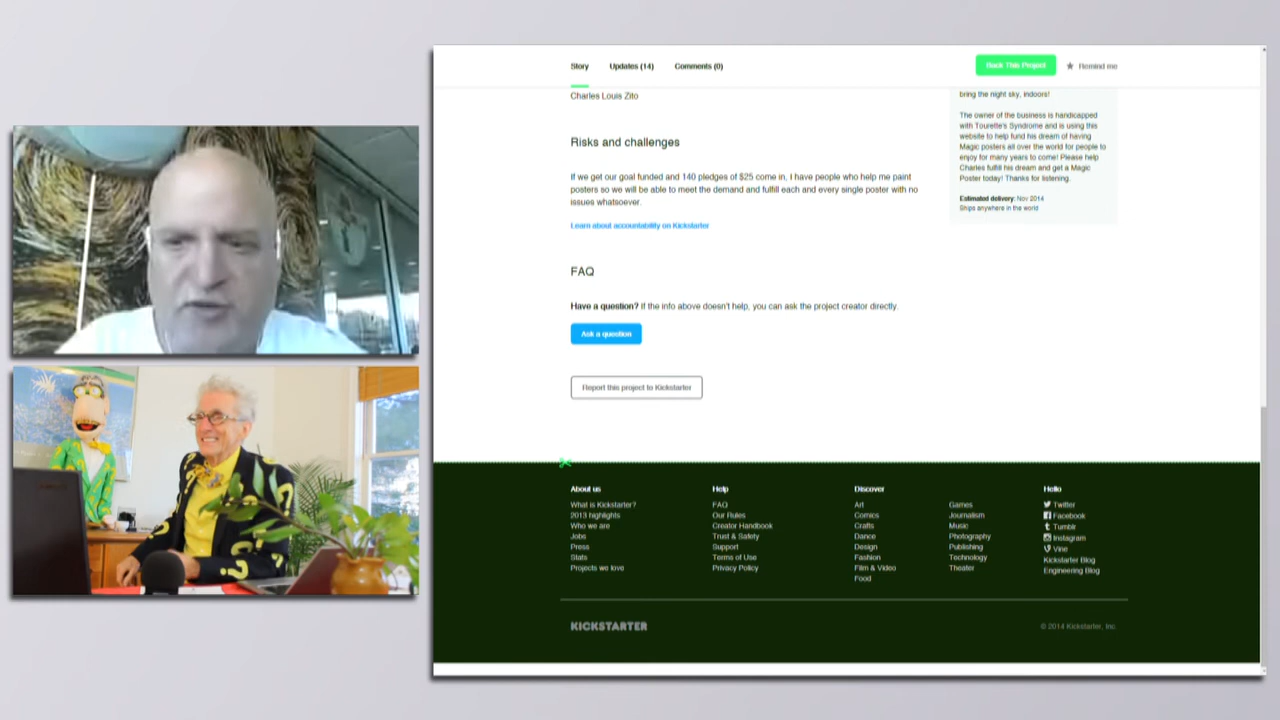 Story Updates (14) Comments (0) Back This Project Remind me
Charles Louis Zito
Risks and challenges
If we get our goal funded and 140 pledges of $25 come in, I have people who help me paint
posters so we will be able to meet the demand and fulfill each and every single poster with no
issues whatsoever.
Learn about accountability on Kickstarter
FAQ
Have a question? If the info above doesn't help, you can ask the project creator directly.
Ask a question
Report this project to Kickstarter
bring the night sky, indoors!
The owner of the business is handicapped
with Tourette's Syndrome and is using this
website to help fund his dream of having
Magic posters all over the world for people to
enjoy for many years to come! Please help
Charles fulfill his dream and get a Magic
Poster today! Thanks for listening.
Estimated delivery: Nov 2014
Ships anywhere in the world
About us
What is Kickstarter?
2013 highlights
Who we are
Jobs
Press
Stats
Projects we love
Help
FAQ
Our Rules
Creator Handbook
Trust & Safety
Support
Terms of Use
Privacy Policy
Discover
Art
Comics
Crafts
Dance
Design
Fashion
Film & Video
Food
Games
Journalism
Music
Photography
Publishing
Technology
Theater
Hello
Twitter
Facebook
Tumblr
Instagram
Vine
Kickstarter Blog
Engineering Blog
KICKSTARTER
© 2014 Kickstarter, Inc.